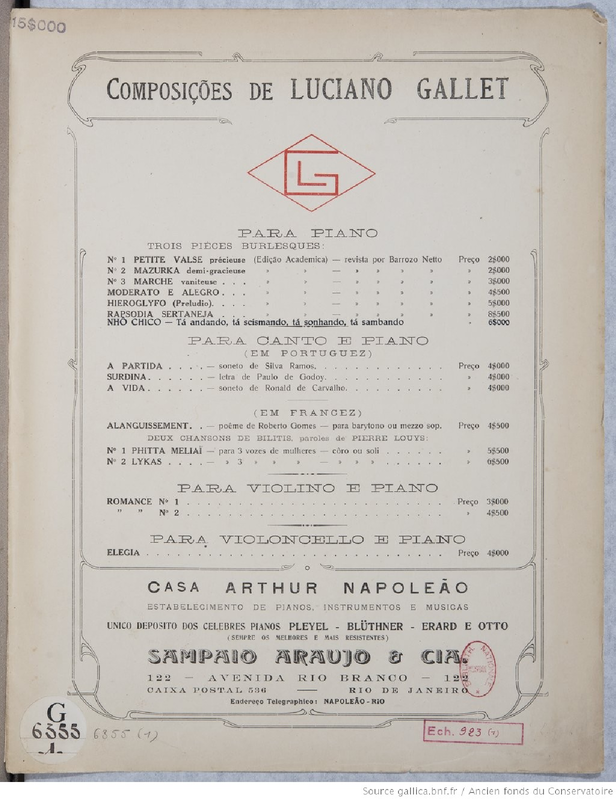 15$000
COMPOSIÇÕES DE LUCIANO GALLET
GL
PARA PIANO
TROIS PIÈCES BURLESQUES:
Nº 1 PETITE VALSE précieuse (Edição Academica) — revista por Barrozo Netto Preço 2$000
Nº 2 MAZURKA demi-gracieuse » » — » » » » 2$000
Nº 3 MARCHE vaniteuse . . . » » — » » » » 3$000
MODERATO E ALEGRO . . . » » — » » » » 4$500
HIEROGLYFO (Preludio). . . . » » — » » » » 5$000
RAPSODIA SERTANEJA . . . » » — » » » » 8$500
NHÔ CHICO — Tá andando, tá scismando, tá sonhando, tá sambando » 6$000
PARA CANTO E PIANO
(EM PORTUGUEZ)
A PARTIDA . . . . . — soneto de Silva Ramos. . . . . . . . . . . . . . Preço 4$000
SURDINA. . . . . . . — letra de Paulo de Godoy. . . . . . . . . . . . . » 4$000
A VIDA. . . . . . . . — soneto de Ronald de Carvalho. . . . . . . . . . » 4$000
(EM FRANCEZ)
ALANGUISSEMENT. . — poême de Roberto Gomes — para barytono ou mezzo sop. Preço 4$500
DEUX CHANSONS DE BILITIS, paroles de PIERRE LOUYS:
Nº 1 PHITTA MELIAÏ — para 3 vozes de mulheres — côro ou soli . . . . . . » 5$500
Nº 2 LYKAS . . . . — » 3 » » — » » » . . . . . . » 6$500
PARA VIOLINO E PIANO
ROMANCE Nº 1 . . . . . . . . . . . . . . . . . . . . . . . . Preço 3$000
" " Nº 2 . . . . . . . . . . . . . . . . . . . . . . . . » 4$500
PARA VIOLONCELLO E PIANO
ELEGIA . . . . . . . . . . . . . . . . . . . . . . . . . . . Preço 4$000
CASA ARTHUR NAPOLEÃO
ESTABELECIMENTO DE PIANOS, INSTRUMENTOS E MUSICAS
UNICO DEPOSITO DOS CELEBRES PIANOS PLEYEL - BLÜTHNER - ERARD E OTTO
(SEMPRE OS MELHORES E MAIS RESISTENTES)
SAMPAIO ARAUJO & CIA.
122 — AVENIDA RIO BRANCO — 122
CAIXA POSTAL 536 — RIO DE JANEIRO
Endereço Telegraphico: NAPOLEÃO-RIO
G
6855 (1)
Ech. 923 (1)
Source gallica.bnf.fr / Ancien fonds du Conservatoire